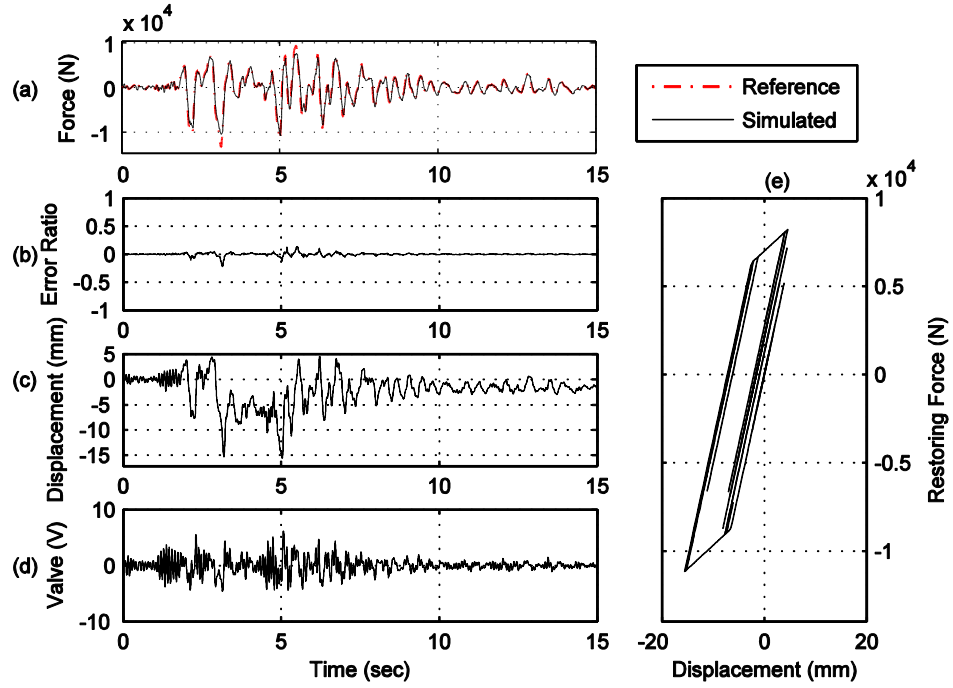 x 10^4
1
0
-1
Force (N)
(a)
0
5
10
15
Reference
Simulated
1
0.5
0
-0.5
-1
Error Ratio
(b)
0
5
10
15
5
0
-5
-10
-15
Displacement (mm)
(c)
0
5
10
15
10
0
-10
Valve (V)
(d)
0
5
10
15
Time (sec)
(e)
x 10^4
1
0.5
0
-0.5
-1
Restoring Force (N)
-20
0
20
Displacement (mm)